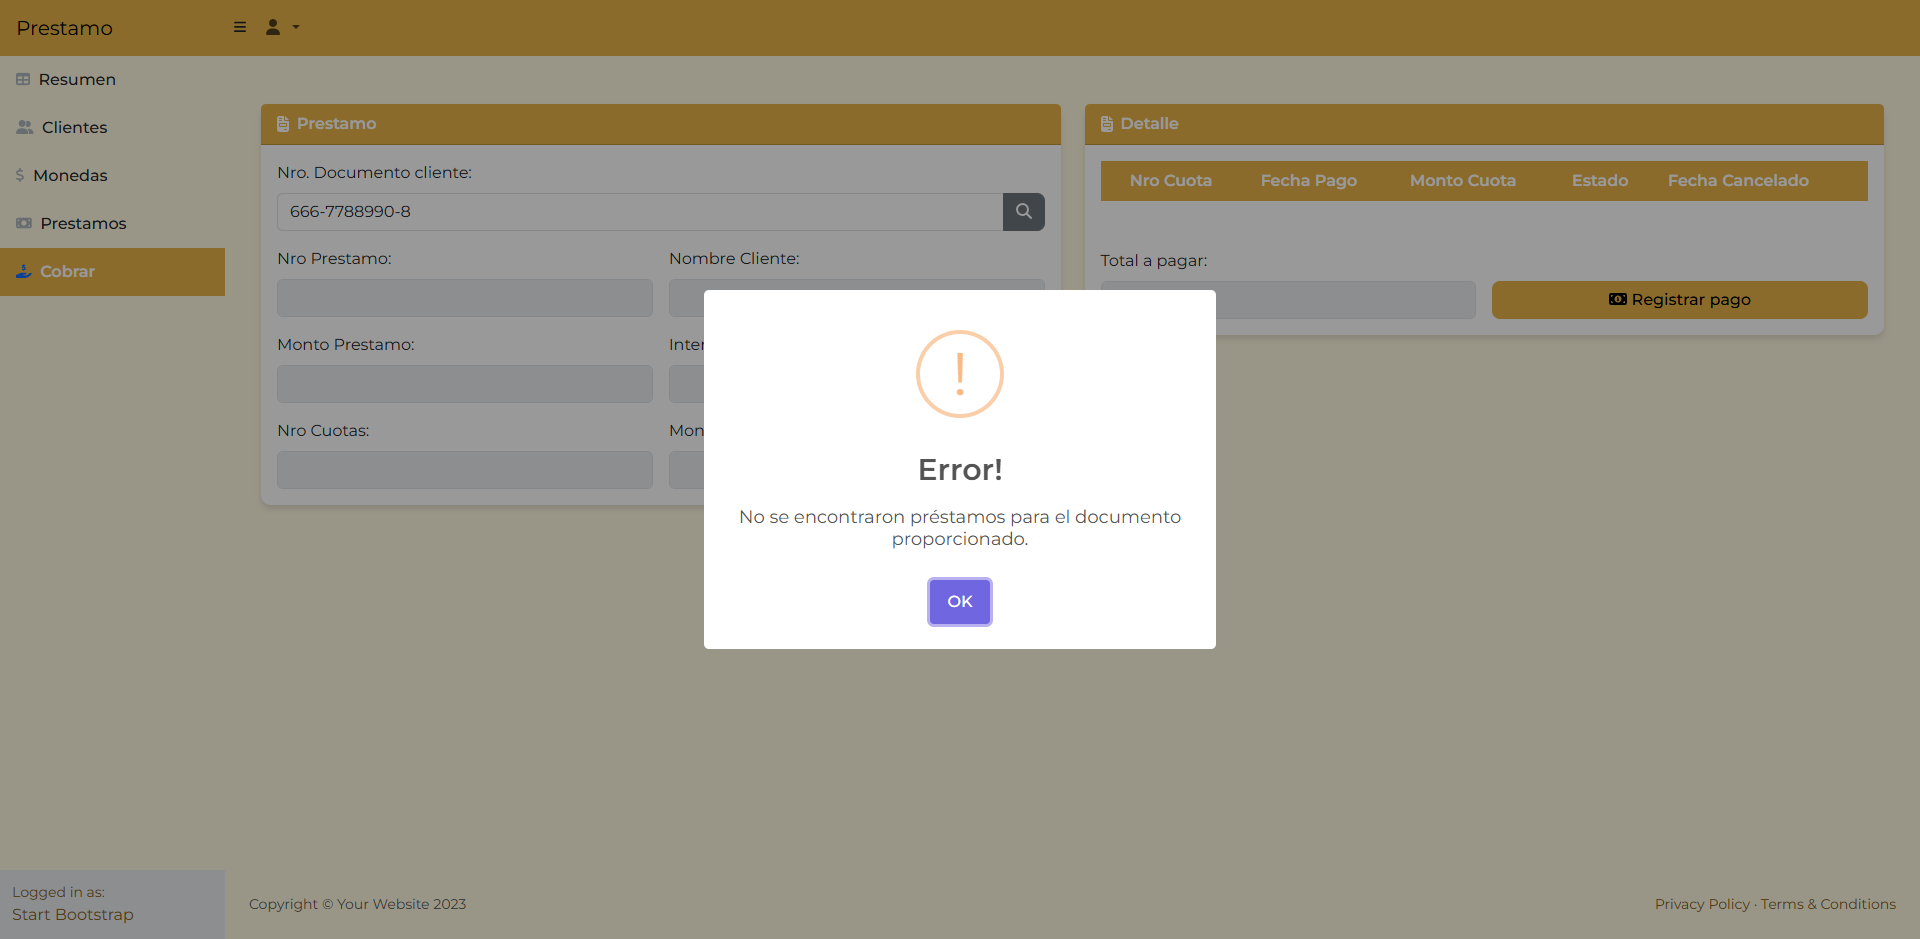 Prestamo
Resumen
Clientes
Monedas
Prestamos
Cobrar
Prestamo
Nro. Documento cliente:
666-7788990-8
Nro Prestamo:
Nombre Cliente:
Monto Prestamo:
Inter
Nro Cuotas:
Mon
Detalle
Nro Cuota Fecha Pago Monto Cuota Estado Fecha Cancelado
Total a pagar:
Registrar pago
Error!
No se encontraron préstamos para el documento
proporcionado.
OK
Logged in as:
Start Bootstrap
Copyright © Your Website 2023
Privacy Policy · Terms & Conditions